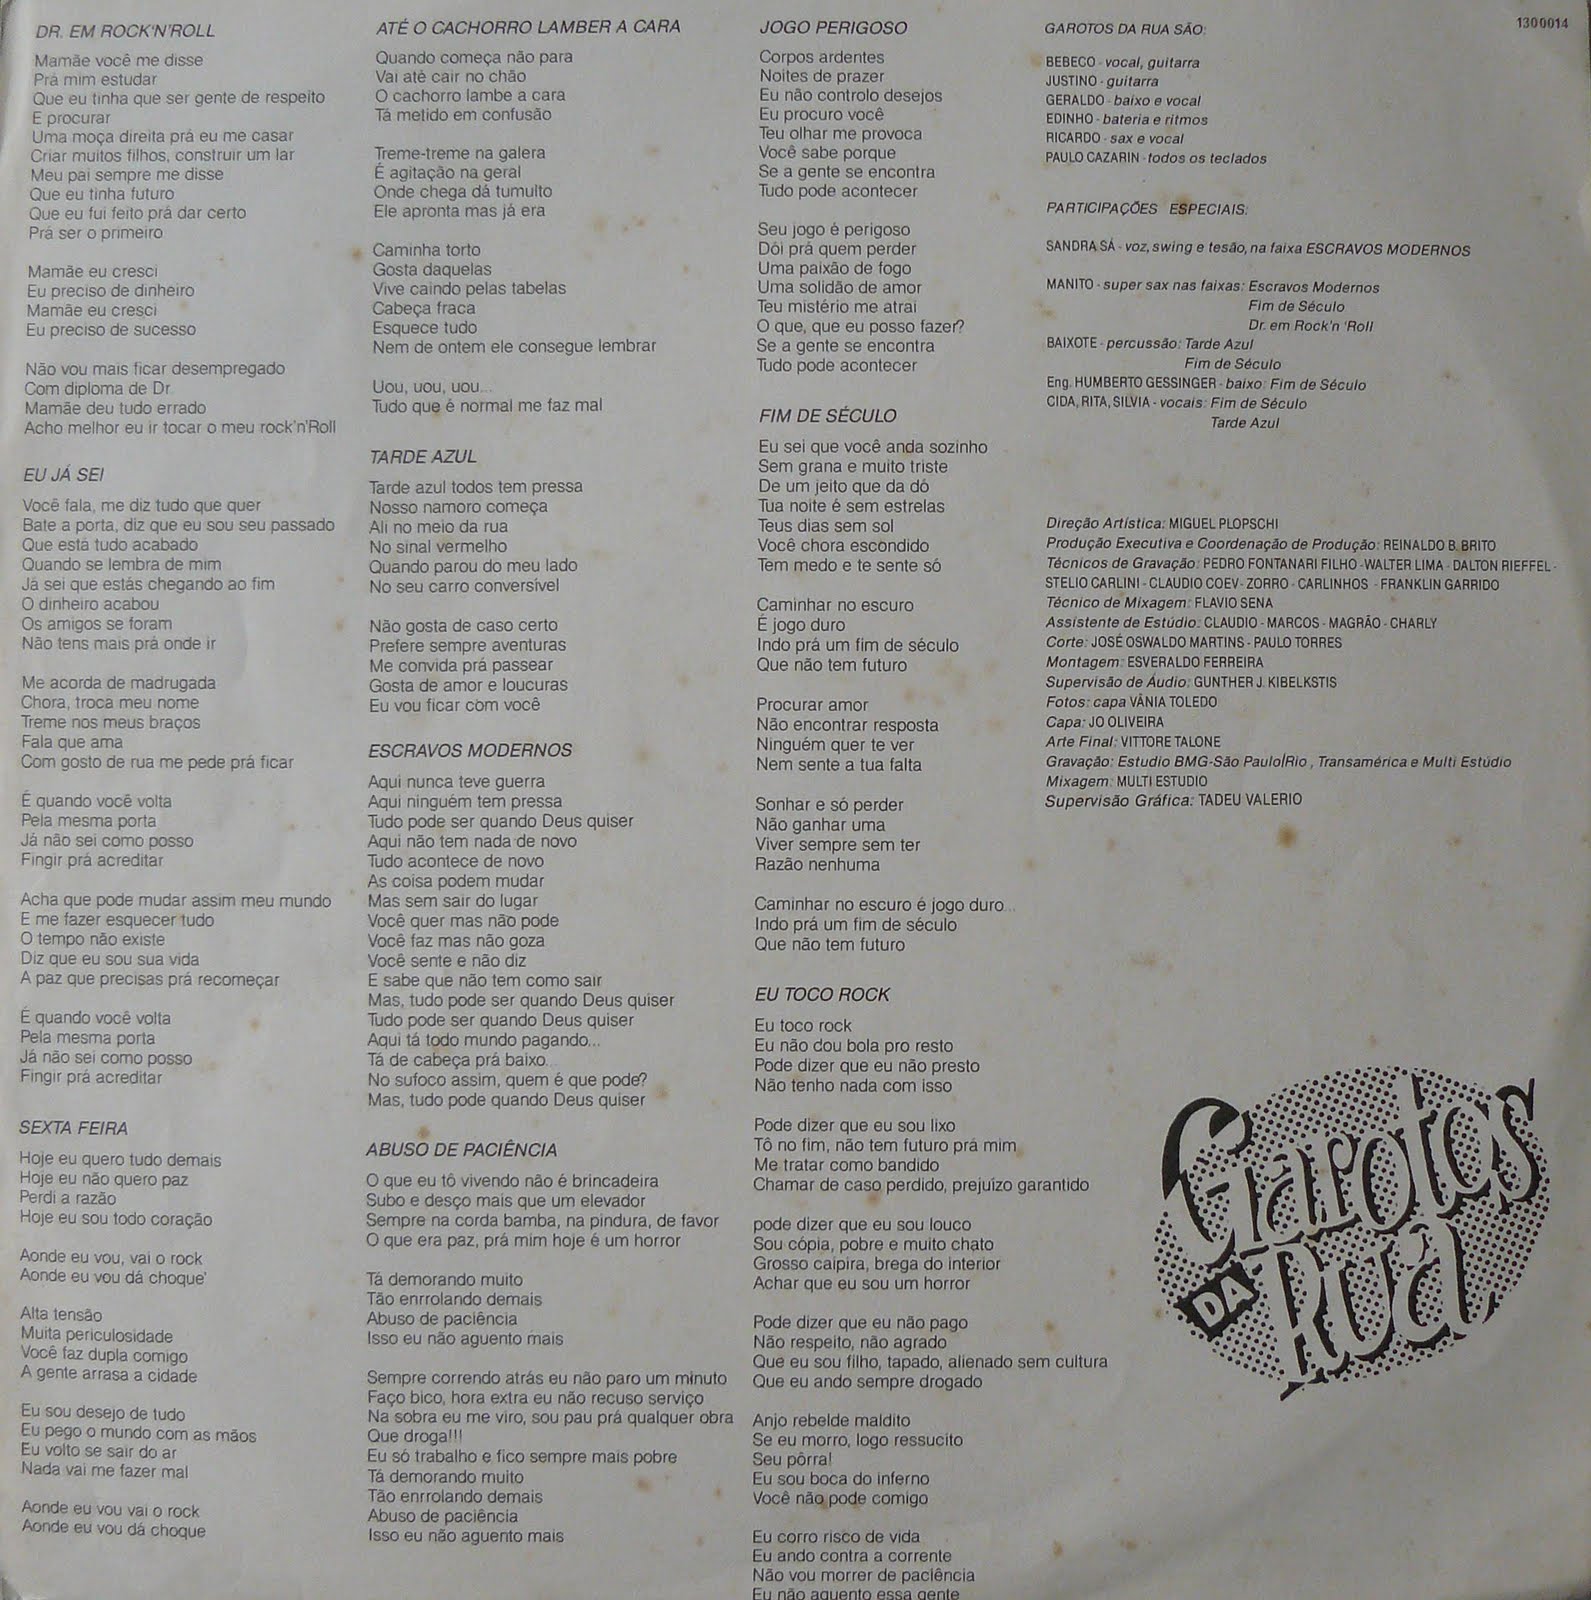 DR. EM ROCK'N'ROLL
Mamãe você me disse
Prá mim estudar
Que eu tinha que ser gente de respeito
E procurar
Uma moça direita prá eu me casar
Criar muitos filhos, construir um lar
Meu pai sempre me disse
Que eu tinha futuro
Que eu fui feito prá dar certo
Prá ser o primeiro
Mamãe eu cresci
Eu preciso de dinheiro
Mamãe eu cresci
Eu preciso de sucesso
Não vou mais ficar desempregado
Com diploma de Dr.
Mamãe deu tudo errado
Acho melhor eu ir tocar o meu rock'n'Roll
EU JÁ SEI
Você fala, me diz tudo que quer
Bate a porta, diz que eu sou seu passado
Que está tudo acabado
Quando se lembra de mim
Já sei que estás chegando ao fim
O dinheiro acabou
Os amigos se foram
Não tens mais prá onde ir
Me acorda de madrugada
Chora, troca meu nome
Treme nos meus braços
Fala que ama
Com gosto de rua me pede prá ficar
É quando você volta
Pela mesma porta
Já não sei como posso
Fingir prá acreditar
Acha que pode mudar assim meu mundo
E me fazer esquecer tudo
O tempo não existe
Diz que eu sou sua vida
A paz que precisas prá recomeçar
É quando você volta
Pela mesma porta
Já não sei como posso
Fingir prá acreditar
SEXTA FEIRA
Hoje eu quero tudo demais
Hoje eu não quero paz
Perdi a razão
Hoje eu sou todo coração
Aonde eu vou, vai o rock
Aonde eu vou dá choque'
Alta tensão
Muita periculosidade
Você faz dupla comigo
A gente arrasa a cidade
Eu sou desejo de tudo
Eu pego o mundo com as mãos
Eu volto se sair do ar
Nada vai me fazer mal
Aonde eu vou vai o rock
Aonde eu vou dá choque
ATÉ O CACHORRO LAMBER A CARA
Quando começa não para
Vai até cair no chão
O cachorro lambe a cara
Tá metido em confusão
Treme-treme na galera
É agitação na geral
Onde chega dá tumulto
Ele apronta mas já era
Caminha torto
Gosta daquelas
Vive caindo pelas tabelas
Cabeça fraca
Esquece tudo
Nem de ontem ele consegue lembrar
Uou, uou, uou...
Tudo que é normal me faz mal
TARDE AZUL
Tarde azul todos tem pressa
Nosso namoro começa
Ali no meio da rua
No sinal vermelho
Quando parou do meu lado
No seu carro conversível
Não gosta de caso certo
Prefere sempre aventuras
Me convida prá passear
Gosta de amor e loucuras
Eu vou ficar com você
ESCRAVOS MODERNOS
Aqui nunca teve guerra
Aqui ninguém tem pressa
Tudo pode ser quando Deus quiser
Aqui não tem nada de novo
Tudo acontece de novo
As coisa podem mudar
Mas sem sair do lugar
Você quer mas não pode
Você faz mas não goza
Você sente e não diz
E sabe que não tem como sair
Mas, tudo pode ser quando Deus quiser
Tudo pode ser quando Deus quiser
Aqui tá todo mundo pagando...
Tá de cabeça prá baixo..
No sufoco assim, quem é que pode?
Mas, tudo pode quando Deus quiser
ABUSO DE PACIÊNCIA
O que eu tô vivendo não é brincadeira
Subo e desço mais que um elevador
Sempre na corda bamba, na pindura, de favor
O que era paz, prá mim hoje é um horror
Tá demorando muito
Tão enrrolando demais
Abuso de paciência
Isso eu não aguento mais
Sempre correndo atrás eu não paro um minuto
Faço bico, hora extra eu não recuso serviço
Na sobra eu me viro, sou pau prá qualquer obra
Que droga!!!
Eu só trabalho e fico sempre mais pobre
Tá demorando muito
Tão enrrolando demais
Abuso de paciência
Isso eu não aguento mais
JOGO PERIGOSO
Corpos ardentes
Noites de prazer
Eu não controlo desejos
Eu procuro você
Teu olhar me provoca
Você sabe porque
Se a gente se encontra
Tudo pode acontecer
Seu jogo é perigoso
Dói prá quem perder
Uma paixão de fogo
Uma solidão de amor
Teu mistério me atrai
O que, que eu posso fazer?
Se a gente se encontra
Tudo pode acontecer
FIM DE SÉCULO
Eu sei que você anda sozinho
Sem grana e muito triste
De um jeito que da dó
Tua noite é sem estrelas
Teus dias sem sol
Você chora escondido
Tem medo e te sente só
Caminhar no escuro
É jogo duro
Indo prá um fim de século
Que não tem futuro
Procurar amor
Não encontrar resposta
Ninguém quer te ver
Nem sente a tua falta
Sonhar e só perder
Não ganhar uma
Viver sempre sem ter
Razão nenhuma
Caminhar no escuro é jogo duro...
Indo prá um fim de século
Que não tem futuro
EU TOCO ROCK
Eu toco rock
Eu não dou bola pro resto
Pode dizer que eu não presto
Não tenho nada com isso
Pode dizer que eu sou lixo
Tô no fim, não tem futuro prá mim
Me tratar como bandido
Chamar de caso perdido, prejuízo garantido
pode dizer que eu sou louco
Sou cópia, pobre e muito chato
Grosso caipira, brega do interior
Achar que eu sou um horror
Pode dizer que eu não pago
Não respeito, não agrado
Que eu sou filho, tapado, alienado sem cultura
Que eu ando sempre drogado
Anjo rebelde maldito
Se eu morro, logo ressucito
Seu pôrra!
Eu sou boca do inferno
Você não pode comigo
Eu corro risco de vida
Eu ando contra a corrente
Não vou morrer de paciência
Eu não aguento essa gente
1300014
GAROTOS DA RUA SÃO:
BEBECO - vocal, guitarra
JUSTINO - guitarra
GERALDO - baixo e vocal
EDINHO - bateria e ritmos
RICARDO - sax e vocal
PAULO CAZARIN - todos os teclados
PARTICIPAÇÕES ESPECIAIS:
SANDRA SÁ - voz, swing e tesão, na faixa ESCRAVOS MODERNOS
MANITO - super sax nas faixas: Escravos Modernos
Fim de Século
Dr. em Rock'n 'Roll
BAIXOTE - percussão: Tarde Azul
Fim de Século
Eng. HUMBERTO GESSINGER - baixo: Fim de Século
CIDA, RITA, SILVIA - vocais: Fim de Século
Tarde Azul
Direção Artística: MIGUEL PLOPSCHI
Produção Executiva e Coordenação de Produção: REINALDO B. BRITO
Técnicos de Gravação: PEDRO FONTANARI FILHO - WALTER LIMA - DALTON RIEFFEL -
STELIO CARLINI - CLAUDIO COEV - ZORRO - CARLINHOS - FRANKLIN GARRIDO
Técnico de Mixagem: FLAVIO SENA
Assistente de Estúdio: CLAUDIO - MARCOS - MAGRÃO - CHARLY
Corte: JOSÉ OSWALDO MARTINS - PAULO TORRES
Montagem: ESVERALDO FERREIRA
Supervisão de Áudio: GUNTHER J. KIBELKSTIS
Fotos: capa VÂNIA TOLEDO
Capa: JO OLIVEIRA
Arte Final: VITTORE TALONE
Gravação: Estudio BMG-São Paulo/Rio, Transamérica e Multi Estúdio
Mixagem: MULTI ESTUDIO
Supervisão Gráfica: TADEU VALERIO
Garotos
DA Rua